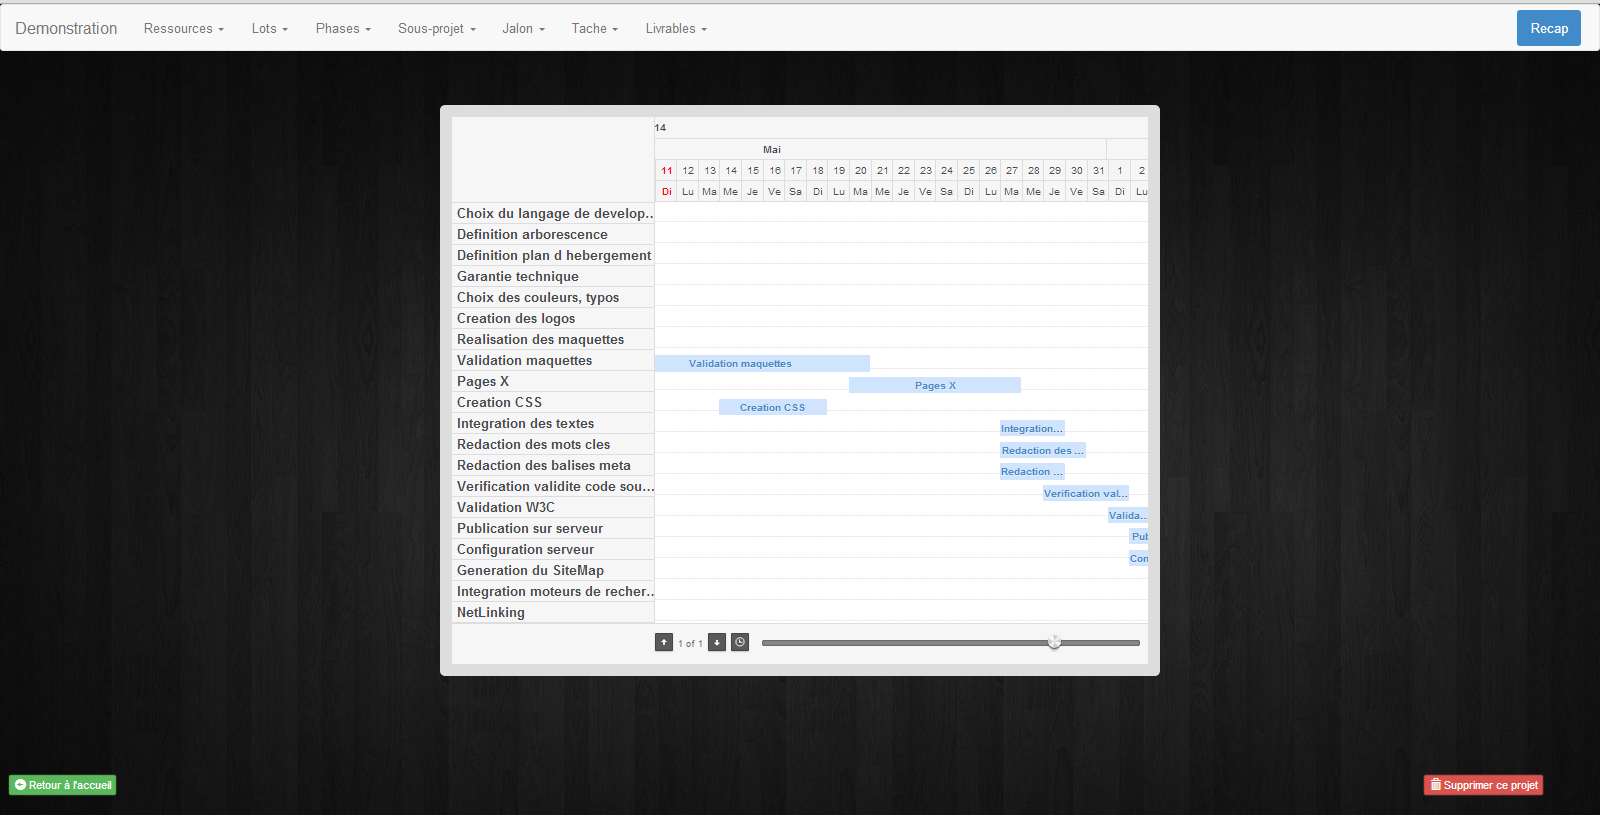 Demonstration Ressources Lots Phases Sous-projet Jalon Tache Livrables Recap
14
Mai
11 12 13 14 15 16 17 18 19 20 21 22 23 24 25 26 27 28 29 30 31 1 2
Di Lu Ma Me Je Ve Sa Di Lu Ma Me Je Ve Sa Di Lu Ma Me Je Ve Sa Di Lu
Choix du langage de develop...
Definition arborescence
Definition plan d hebergement
Garantie technique
Choix des couleurs, typos
Creation des logos
Realisation des maquettes
Validation maquettes Validation maquettes
Pages X Pages X
Creation CSS Creation CSS
Integration des textes Integration...
Redaction des mots cles Redaction des ...
Redaction des balises meta Redaction ...
Verification validite code sou... Verification val...
Validation W3C Valida...
Publication sur serveur Pub
Configuration serveur Con
Generation du SiteMap
Integration moteurs de recher...
NetLinking
1 of 1
Retour à l'accueil Supprimer ce projet